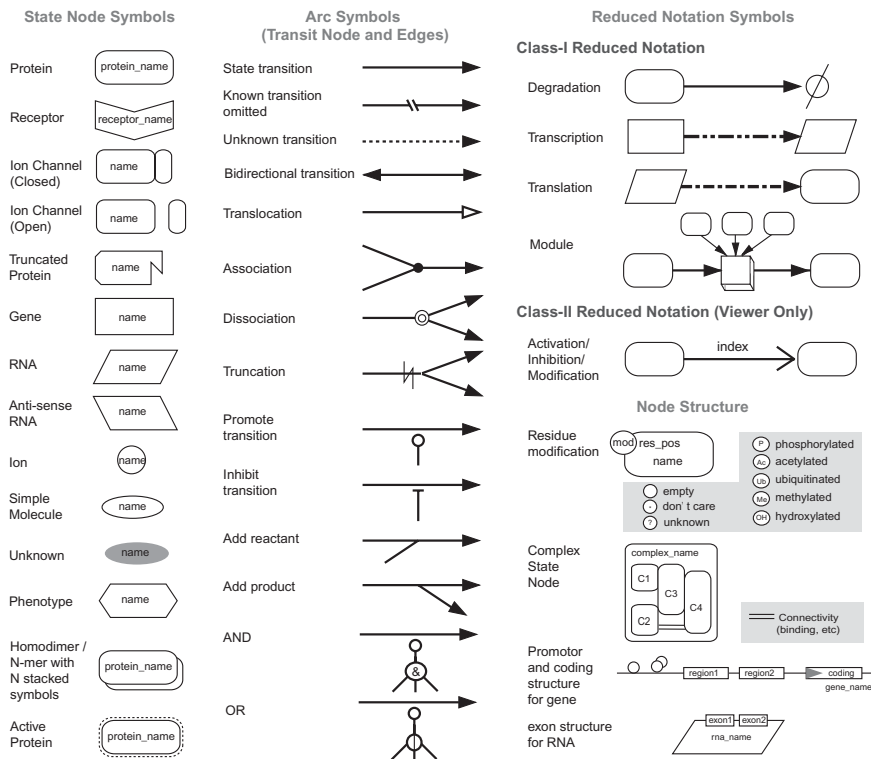 State Node Symbols
Protein
protein_name
Receptor
receptor_name
Ion Channel
(Closed)
name
Ion Channel
(Open)
name
Truncated
Protein
name
Gene
name
RNA
name
Anti-sense
RNA
name
Ion
name
Simple
Molecule
name
Unknown
name
Phenotype
name
Homodimer /
N-mer with
N stacked
symbols
protein_name
Active
Protein
protein_name
Arc Symbols
(Transit Node and Edges)
State transition
Known transition
omitted
Unknown transition
Bidirectional transition
Translocation
Association
Dissociation
Truncation
Promote
transition
Inhibit
transition
Add reactant
Add product
AND
&
OR
Reduced Notation Symbols
Class-I Reduced Notation
Degradation
Transcription
Translation
Module
Class-II Reduced Notation (Viewer Only)
Activation/
Inhibition/
Modification
index
Node Structure
Residue
modification
mod
res_pos
name
empty
* don' t care
? unknown
P phosphorylated
Ac acetylated
Ub ubiquitinated
Me methylated
OH hydroxylated
Complex
State
Node
complex_name
C1
C3
C4
C2
Connectivity
(binding, etc)
Promotor
and coding
structure
for gene
region1
region2
coding
gene_name
exon structure
for RNA
exon1
exon2
rna_name